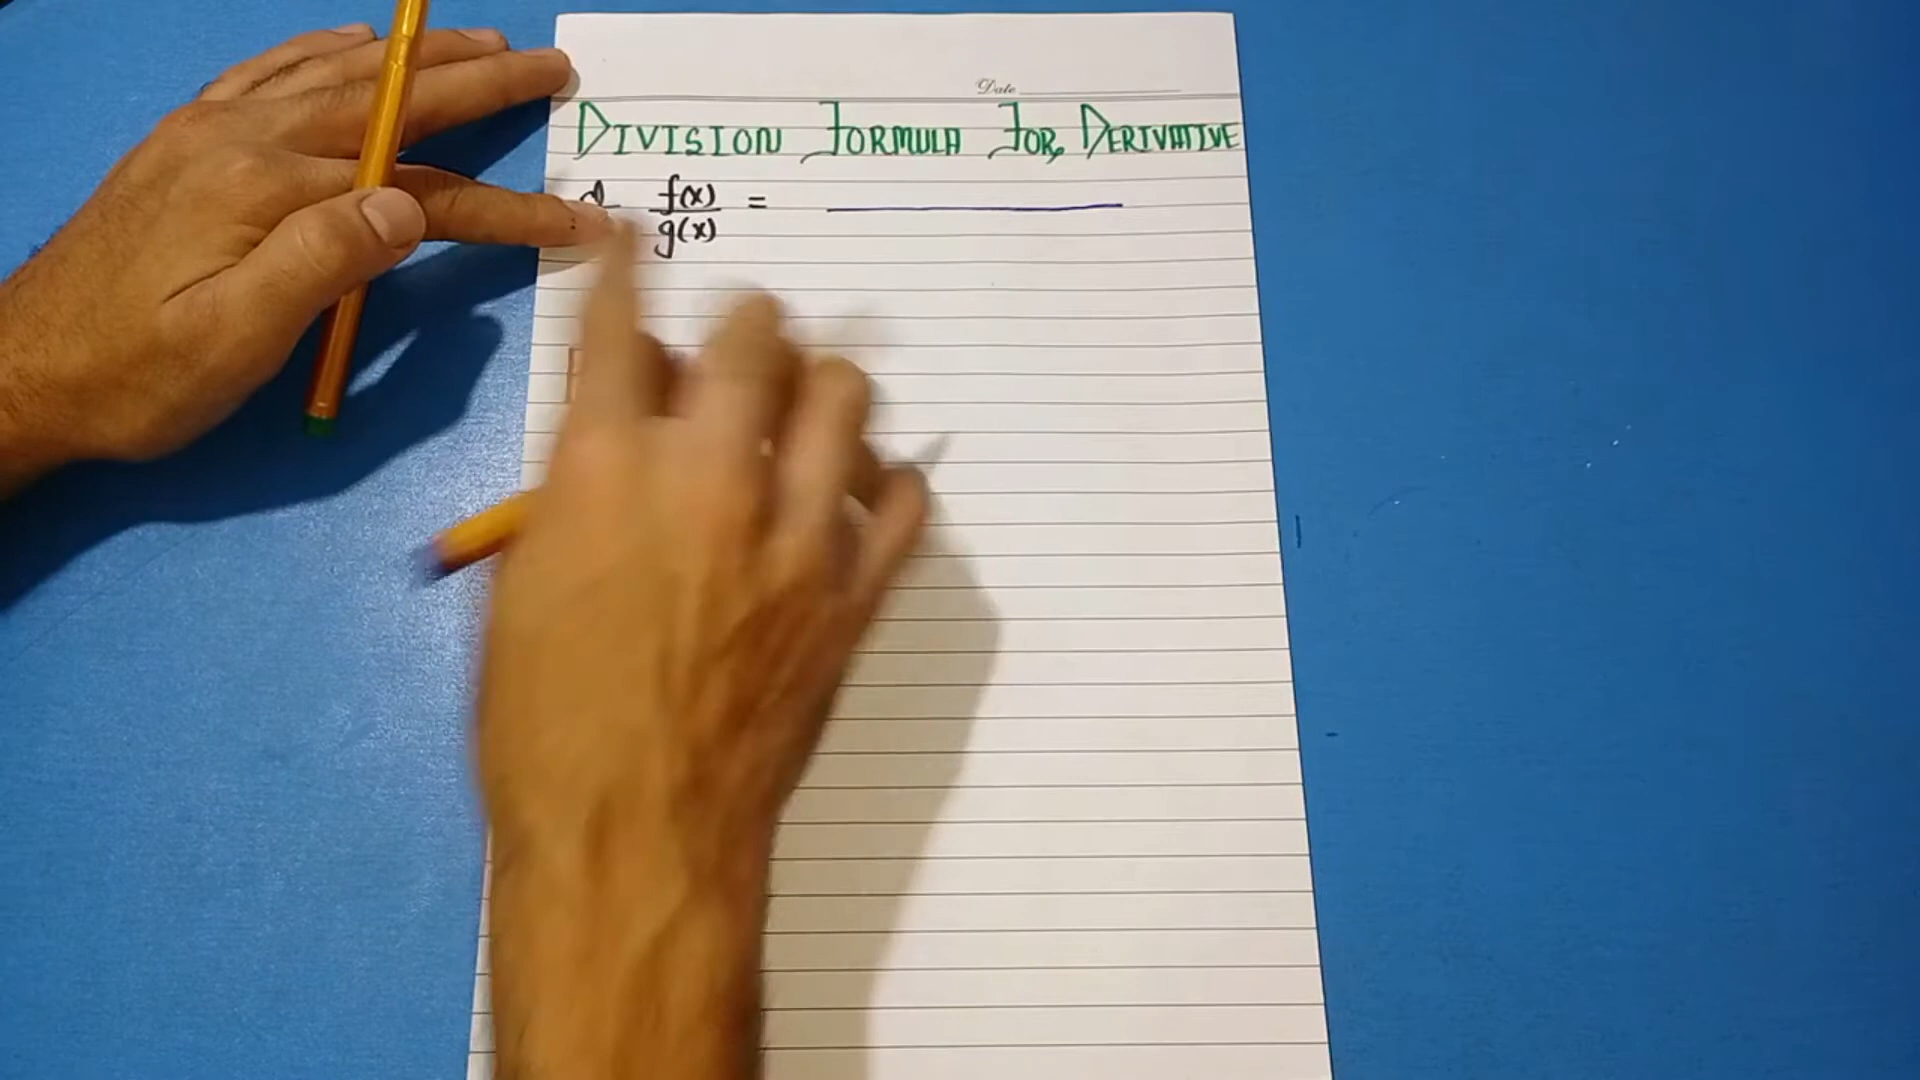 Date
DIVISION FORMULA FOR DERIVATIVE
d f(x) =
g(x)